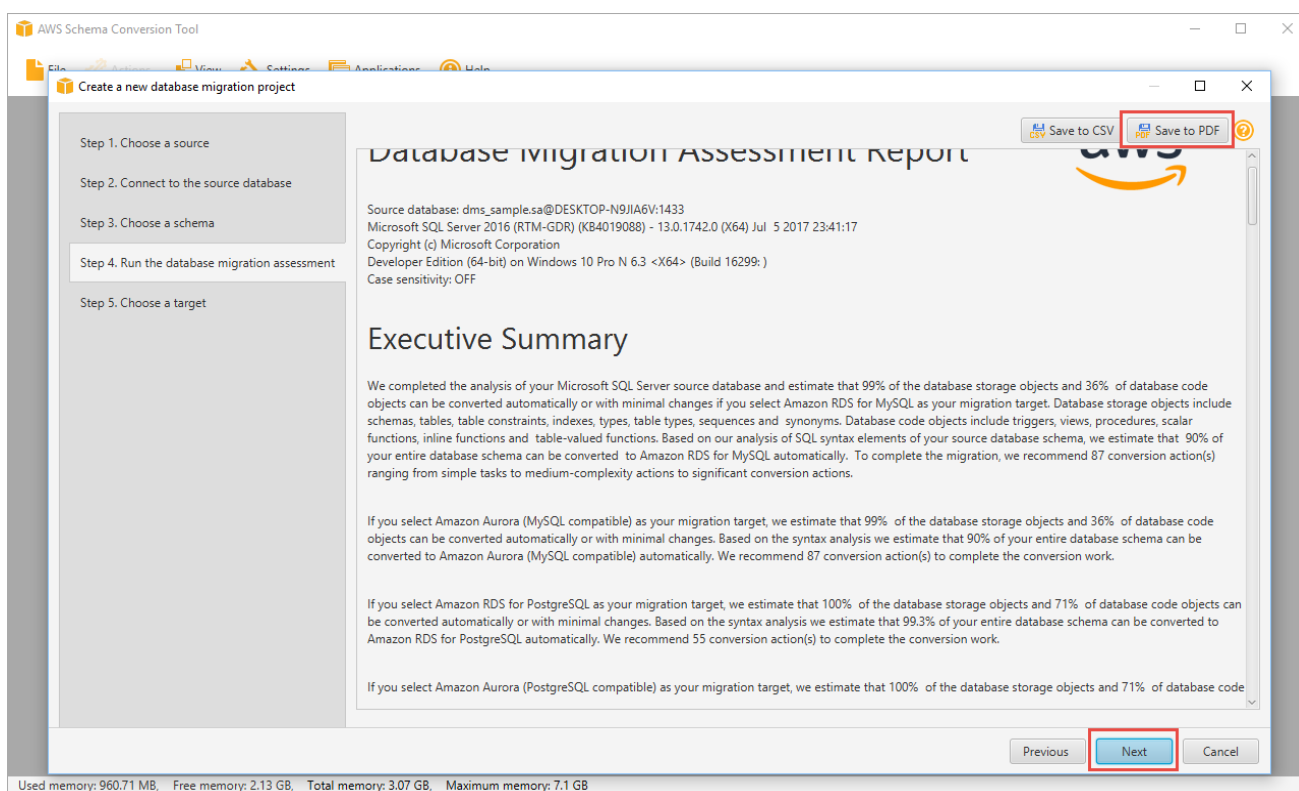 AWS Schema Conversion Tool
File Actions View Settings Applications Help
Create a new database migration project
Step 1. Choose a source
Step 2. Connect to the source database
Step 3. Choose a schema
Step 4. Run the database migration assessment
Step 5. Choose a target
Save to CSV Save to PDF
Database Migration Assessment Report
aws
Source database: dms_sample.sa@DESKTOP-N9JIA6V:1433
Microsoft SQL Server 2016 (RTM-GDR) (KB4019088) - 13.0.1742.0 (X64) Jul 5 2017 23:41:17
Copyright (c) Microsoft Corporation
Developer Edition (64-bit) on Windows 10 Pro N 6.3 <X64> (Build 16299: )
Case sensitivity: OFF
Executive Summary
We completed the analysis of your Microsoft SQL Server source database and estimate that 99% of the database storage objects and 36% of database code
objects can be converted automatically or with minimal changes if you select Amazon RDS for MySQL as your migration target. Database storage objects include
schemas, tables, table constraints, indexes, types, table types, sequences and synonyms. Database code objects include triggers, views, procedures, scalar
functions, inline functions and table-valued functions. Based on our analysis of SQL syntax elements of your source database schema, we estimate that 90% of
your entire database schema can be converted to Amazon RDS for MySQL automatically. To complete the migration, we recommend 87 conversion action(s)
ranging from simple tasks to medium-complexity actions to significant conversion actions.
If you select Amazon Aurora (MySQL compatible) as your migration target, we estimate that 99% of the database storage objects and 36% of database code
objects can be converted automatically or with minimal changes. Based on the syntax analysis we estimate that 90% of your entire database schema can be
converted to Amazon Aurora (MySQL compatible) automatically. We recommend 87 conversion action(s) to complete the conversion work.
If you select Amazon RDS for PostgreSQL as your migration target, we estimate that 100% of the database storage objects and 71% of database code objects can
be converted automatically or with minimal changes. Based on the syntax analysis we estimate that 99.3% of your entire database schema can be converted to
Amazon RDS for PostgreSQL automatically. We recommend 55 conversion action(s) to complete the conversion work.
If you select Amazon Aurora (PostgreSQL compatible) as your migration target, we estimate that 100% of the database storage objects and 71% of database code
Previous Next Cancel
Used memory: 960.71 MB, Free memory: 2.13 GB, Total memory: 3.07 GB, Maximum memory: 7.1 GB